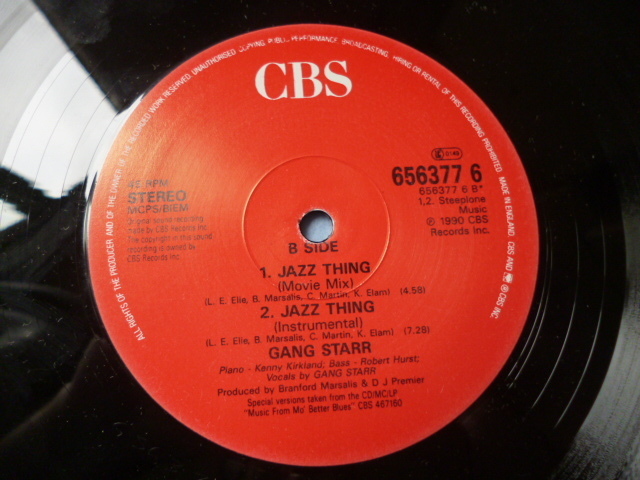 CBS
ALL RIGHTS OF THE PRODUCER AND OF THE OWNER OF THE RECORDED WORK RESERVED. UNAUTHORISED COPYING PUBLIC PERFORMANCE BROADCASTING, HIRING OR RENTAL OF THIS RECORDING PROHIBITED. MADE IN ENGLAND. CBS AND ARE ® CBS INC
45 RPM
STEREO
MCPS/BIEM
Original sound recording
made by CBS Records Inc.
The copyright in this sound
recording is owned by
CBS Records Inc.
LC 0149
656377 6
656377 6 B*
1,2. Steeplone
Music
℗ 1990 CBS
Records Inc.
B SIDE
1. JAZZ THING
(Movie Mix)
(L. E. Elie, B. Marsalis, C. Martin, K. Elam) (4.58)
2. JAZZ THING
(Instrumental)
(L. E. Elie, B. Marsalis, C. Martin, K. Elam) (7.28)
GANG STARR
Piano - Kenny Kirkland; Bass - Robert Hurst;
Vocals by GANG STARR
Produced by Branford Marsalis & D J Premier
Special versions taken from the CD/MC/LP
"Music From Mo' Better Blues" CBS 467160